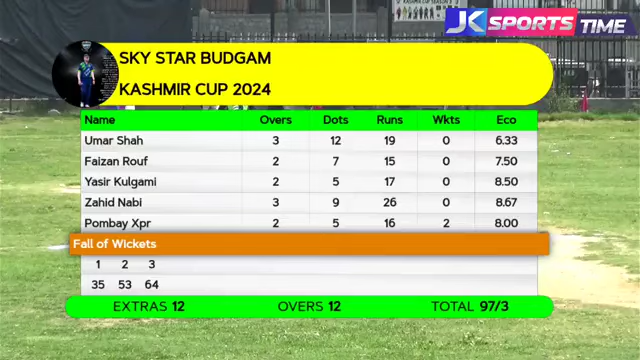 JK SPORTS TIME
SKY STAR BUDGAM
KASHMIR CUP 2024
Name Overs Dots Runs Wkts Eco
Umar Shah 3 12 19 0 6.33
Faizan Rouf 2 7 15 0 7.50
Yasir Kulgami 2 5 17 0 8.50
Zahid Nabi 3 9 26 0 8.67
Pombay Xpr 2 5 16 2 8.00
Fall of Wickets
1 2 3
35 53 64
EXTRAS 12 OVERS 12 TOTAL 97/3